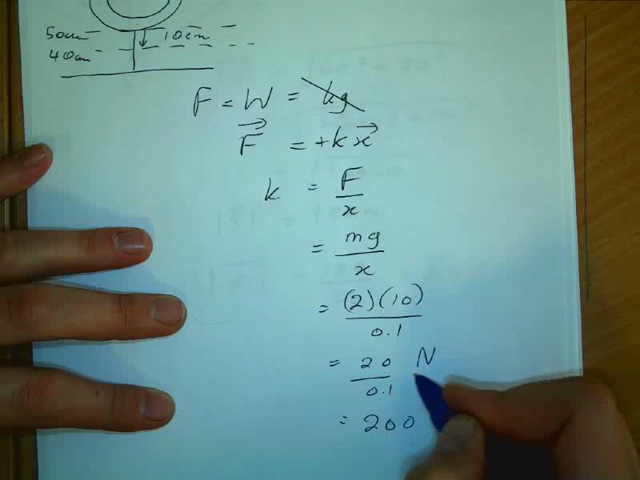 50cm 10cm
40cm
F = W = kg
F = +kx
k = F/x
= mg/x
= (2)(10)/0.1
= 20/0.1 N
= 200